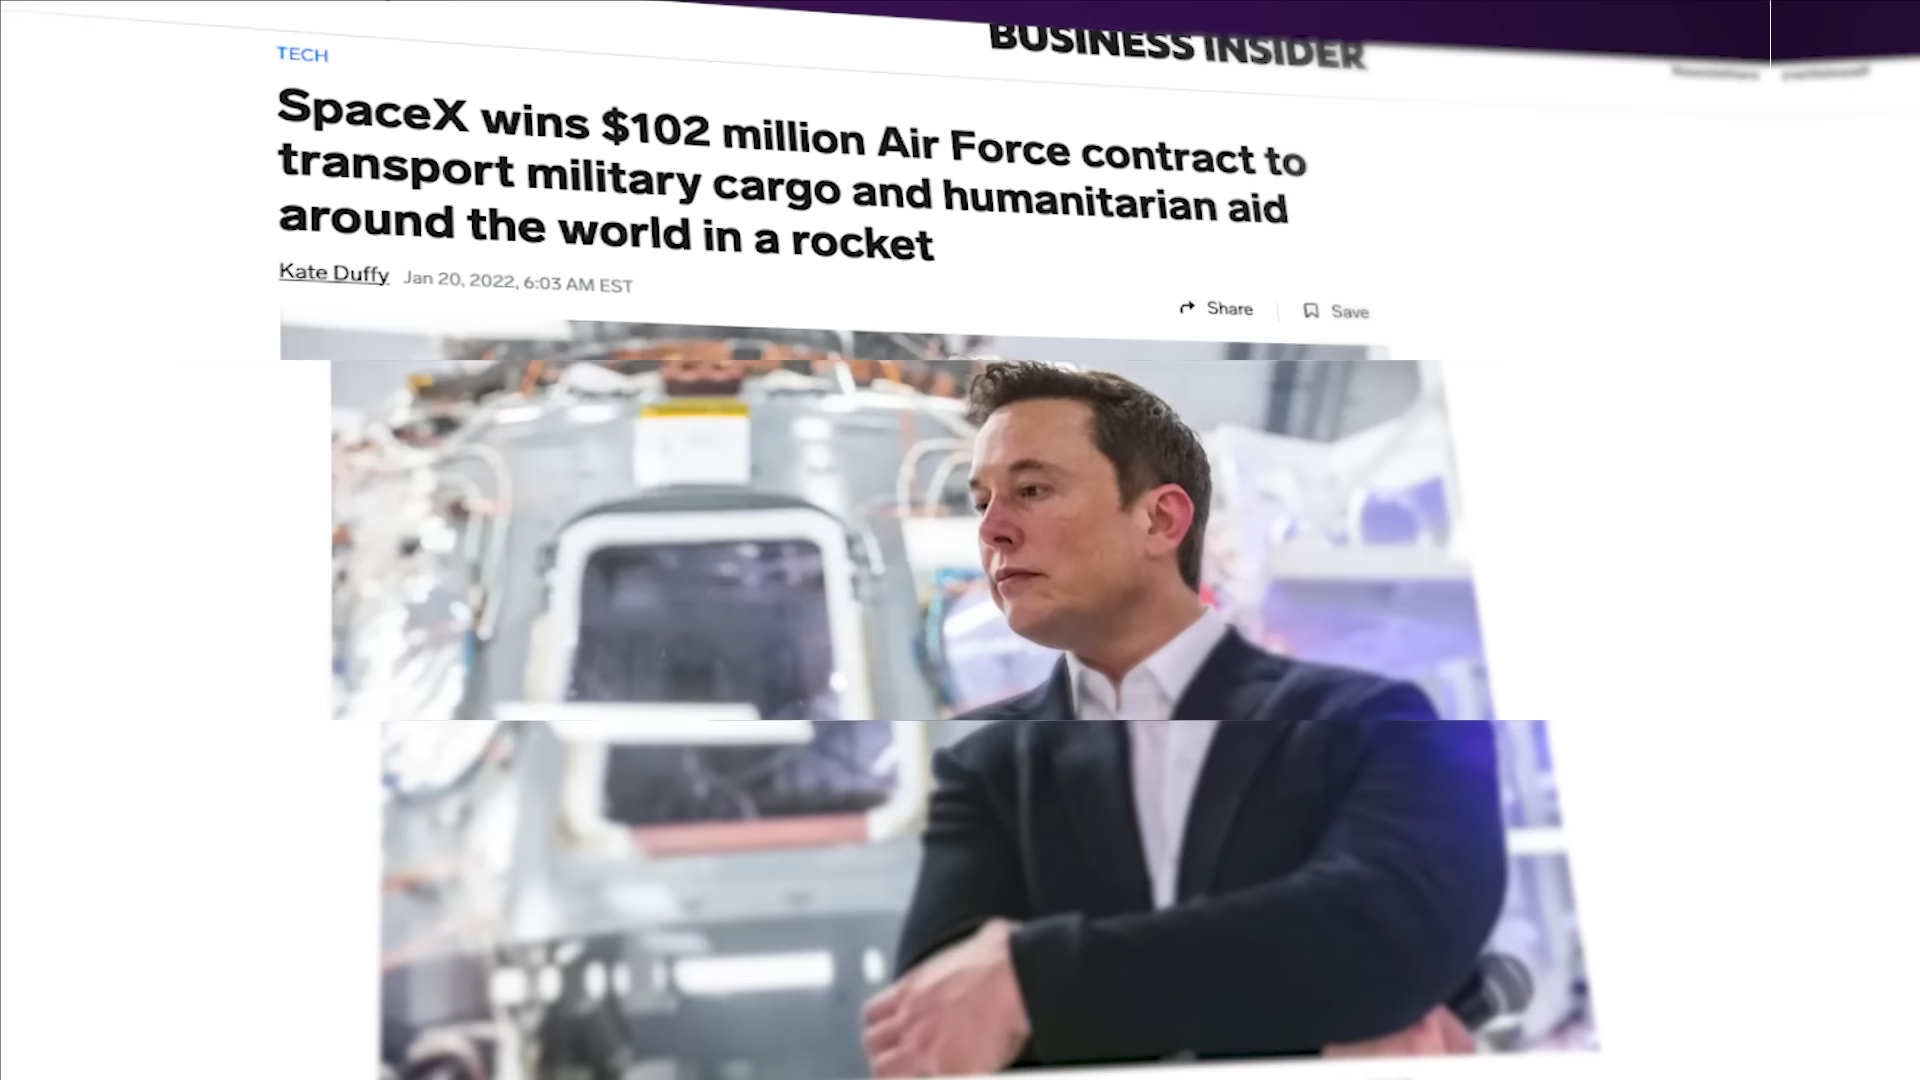 BUSINESS INSIDER
TECH
SpaceX wins $102 million Air Force contract to
transport military cargo and humanitarian aid
around the world in a rocket
Kate Duffy Jan 20, 2022, 6:03 AM EST
Share Save